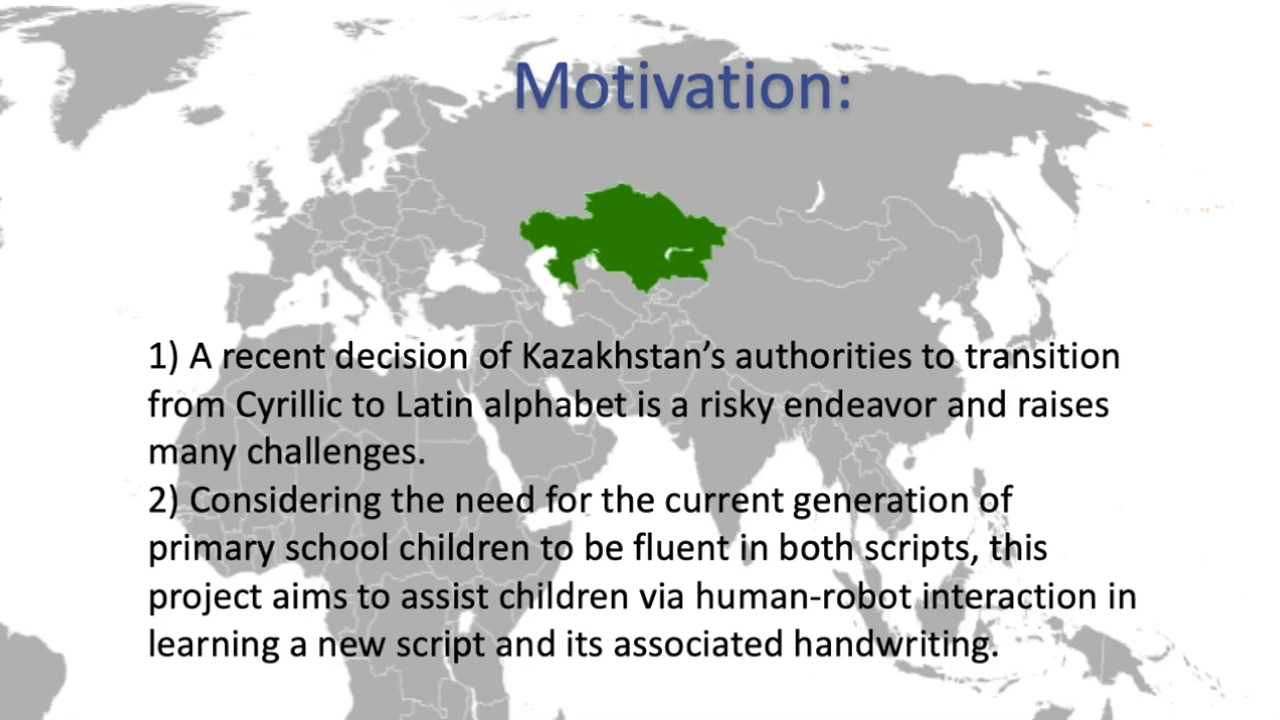 Motivation:
1) A recent decision of Kazakhstan’s authorities to transition
from Cyrillic to Latin alphabet is a risky endeavor and raises
many challenges.
2) Considering the need for the current generation of
primary school children to be fluent in both scripts, this
project aims to assist children via human-robot interaction in
learning a new script and its associated handwriting.